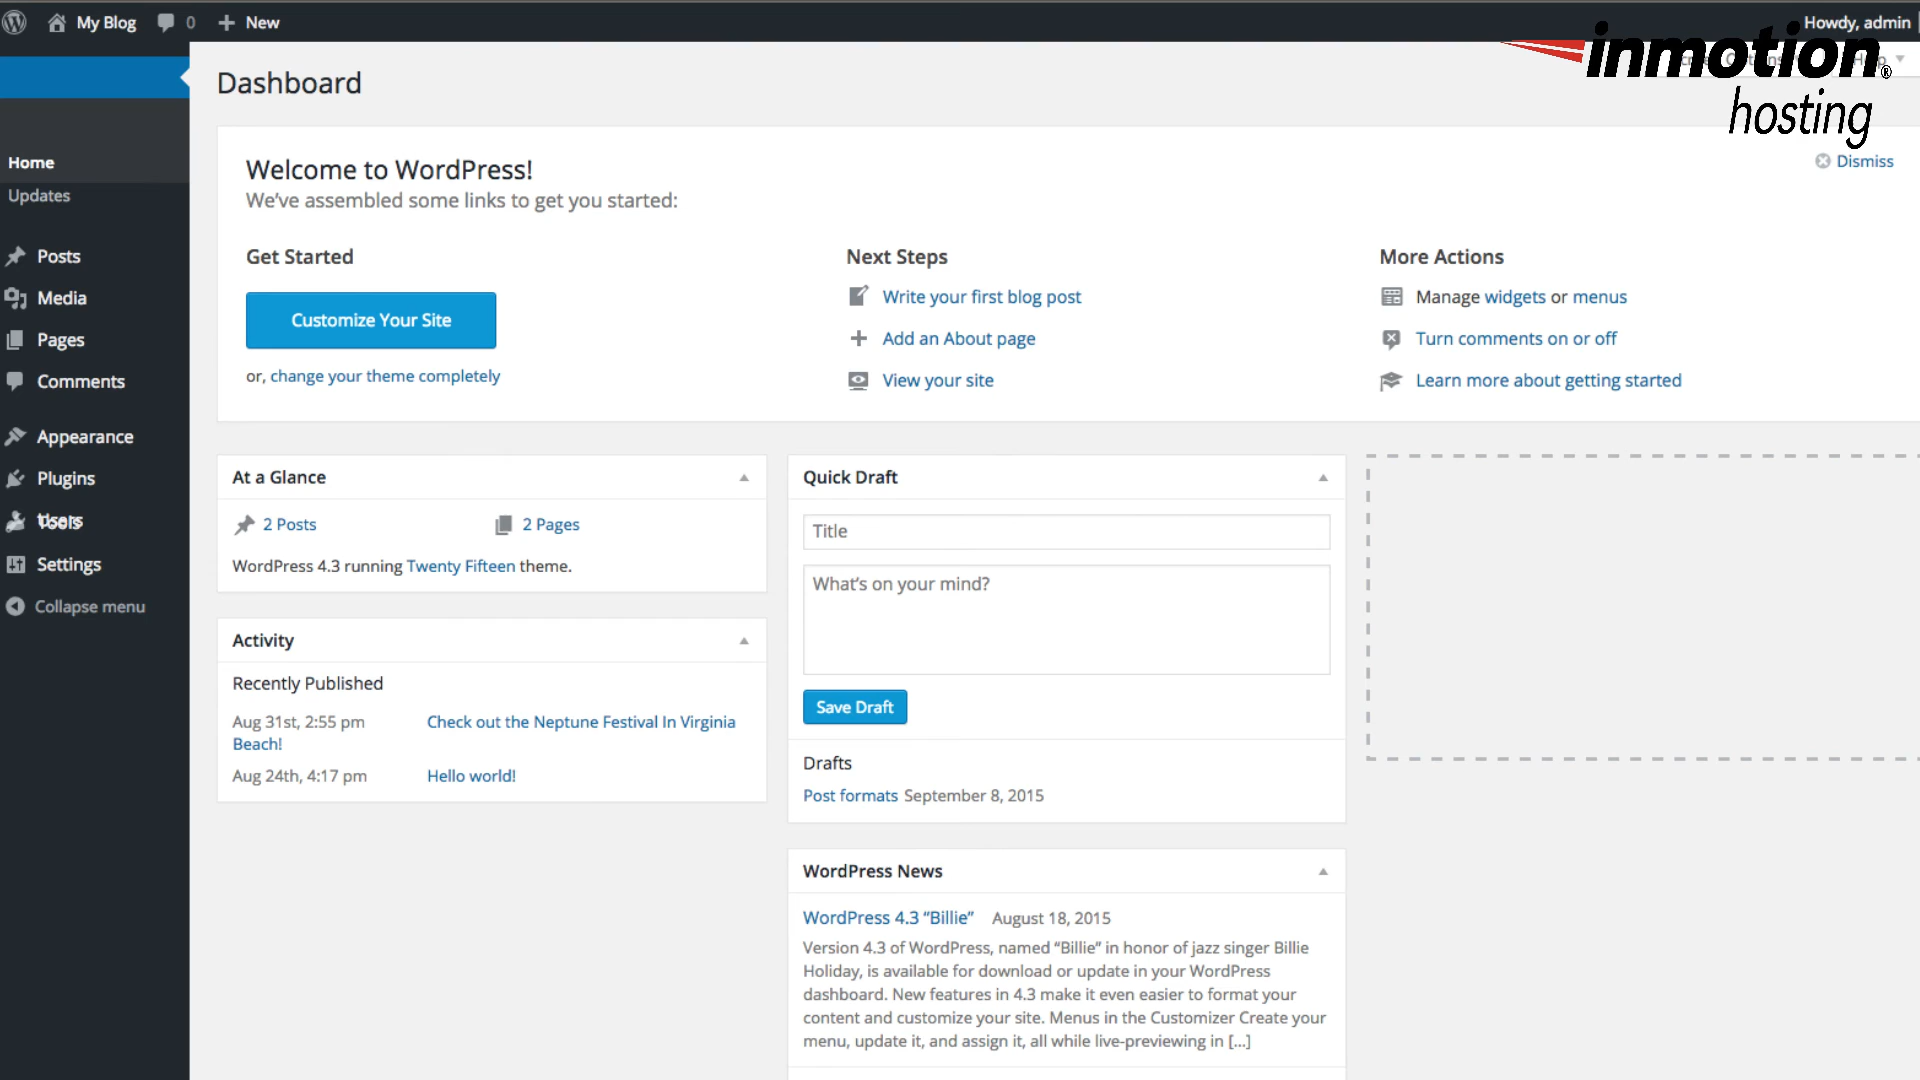 My Blog 0 New
Howdy, admin
inmotion®
hosting
Dashboard
Home
Updates
Posts
Media
Pages
Comments
Appearance
Plugins
Settings
Collapse menu
Welcome to WordPress!
Dismiss
We've assembled some links to get you started:
Get Started
Customize Your Site
or, change your theme completely
Next Steps
Write your first blog post
Add an About page
View your site
More Actions
Manage widgets or menus
Turn comments on or off
Learn more about getting started
At a Glance
2 Posts 2 Pages
WordPress 4.3 running Twenty Fifteen theme.
Activity
Recently Published
Aug 31st, 2:55 pm Check out the Neptune Festival In Virginia
Beach!
Aug 24th, 4:17 pm Hello world!
Quick Draft
Title
What's on your mind?
Save Draft
Drafts
Post formats September 8, 2015
WordPress News
WordPress 4.3 “Billie” August 18, 2015
Version 4.3 of WordPress, named “Billie” in honor of jazz singer Billie
Holiday, is available for download or update in your WordPress
dashboard. New features in 4.3 make it even easier to format your
content and customize your site. Menus in the Customizer Create your
menu, update it, and assign it, all while live-previewing in [...]